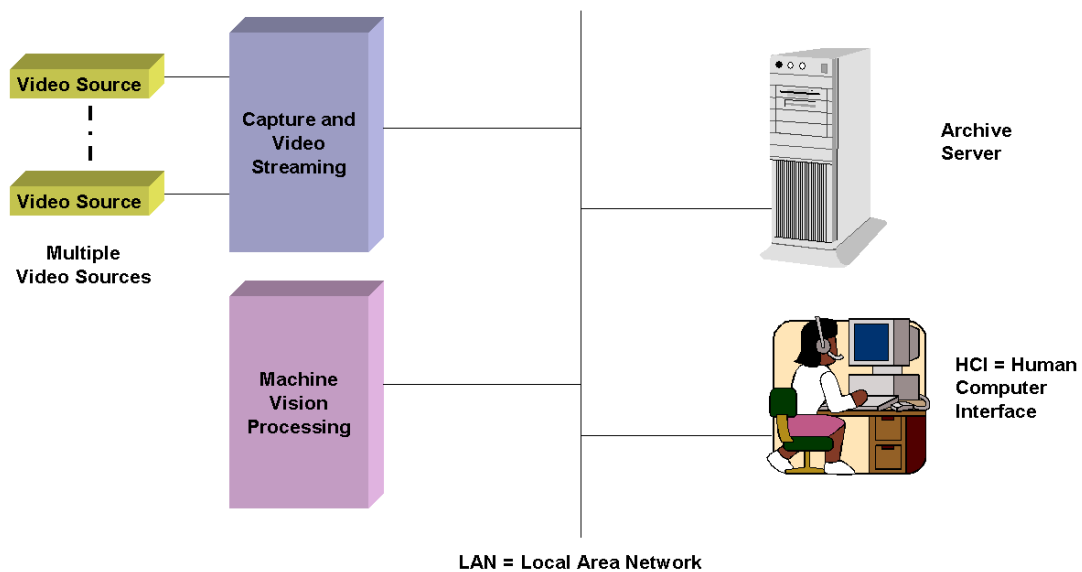 Video Source
Video Source
Multiple
Video Sources
Capture and
Video
Streaming
Machine
Vision
Processing
Archive
Server
HCI = Human
Computer
Interface
LAN = Local Area Network